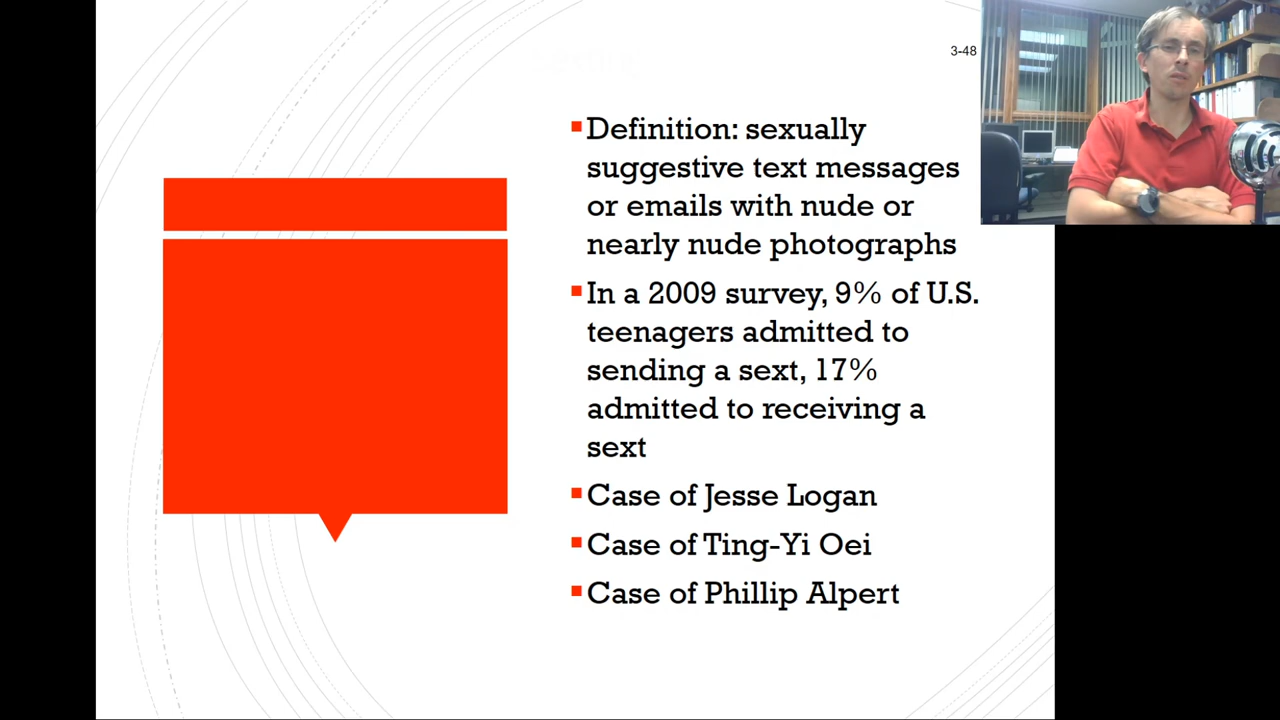 3-48
▪Definition: sexually
suggestive text messages
or emails with nude or
nearly nude photographs
▪In a 2009 survey, 9% of U.S.
teenagers admitted to
sending a sext, 17%
admitted to receiving a
sext
▪Case of Jesse Logan
▪Case of Ting-Yi Oei
▪Case of Phillip Alpert